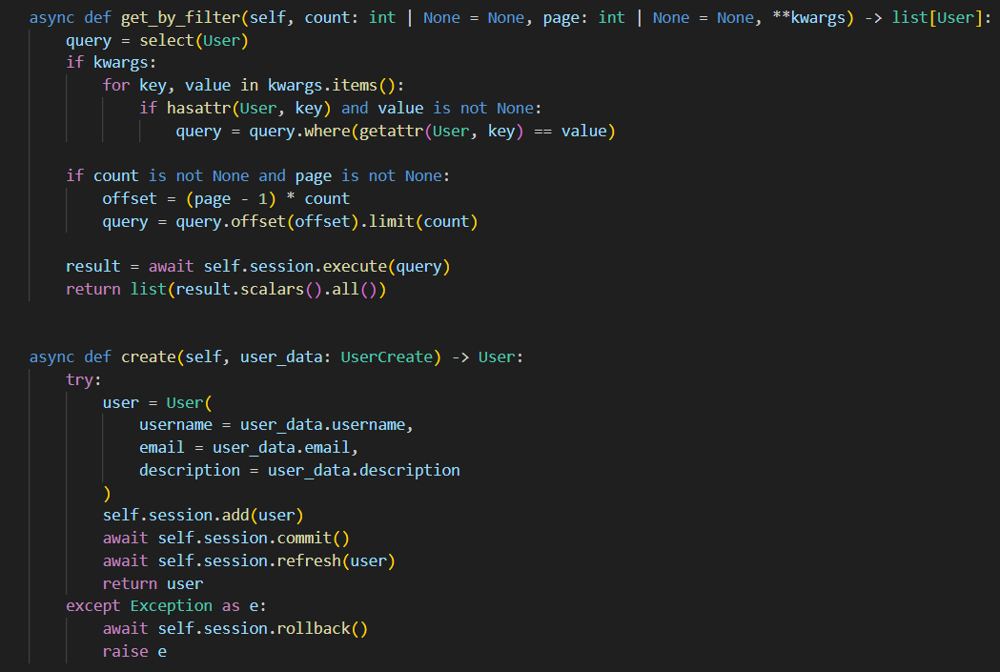 async def get_by_filter(self, count: int | None = None, page: int | None = None, **kwargs) -> list[User]:
    query = select(User)
    if kwargs:
        for key, value in kwargs.items():
            if hasattr(User, key) and value is not None:
                query = query.where(getattr(User, key) == value)

    if count is not None and page is not None:
        offset = (page - 1) * count
        query = query.offset(offset).limit(count)

    result = await self.session.execute(query)
    return list(result.scalars().all())


async def create(self, user_data: UserCreate) -> User:
    try:
        user = User(
            username = user_data.username,
            email = user_data.email,
            description = user_data.description
        )
        self.session.add(user)
        await self.session.commit()
        await self.session.refresh(user)
        return user
    except Exception as e:
        await self.session.rollback()
        raise e